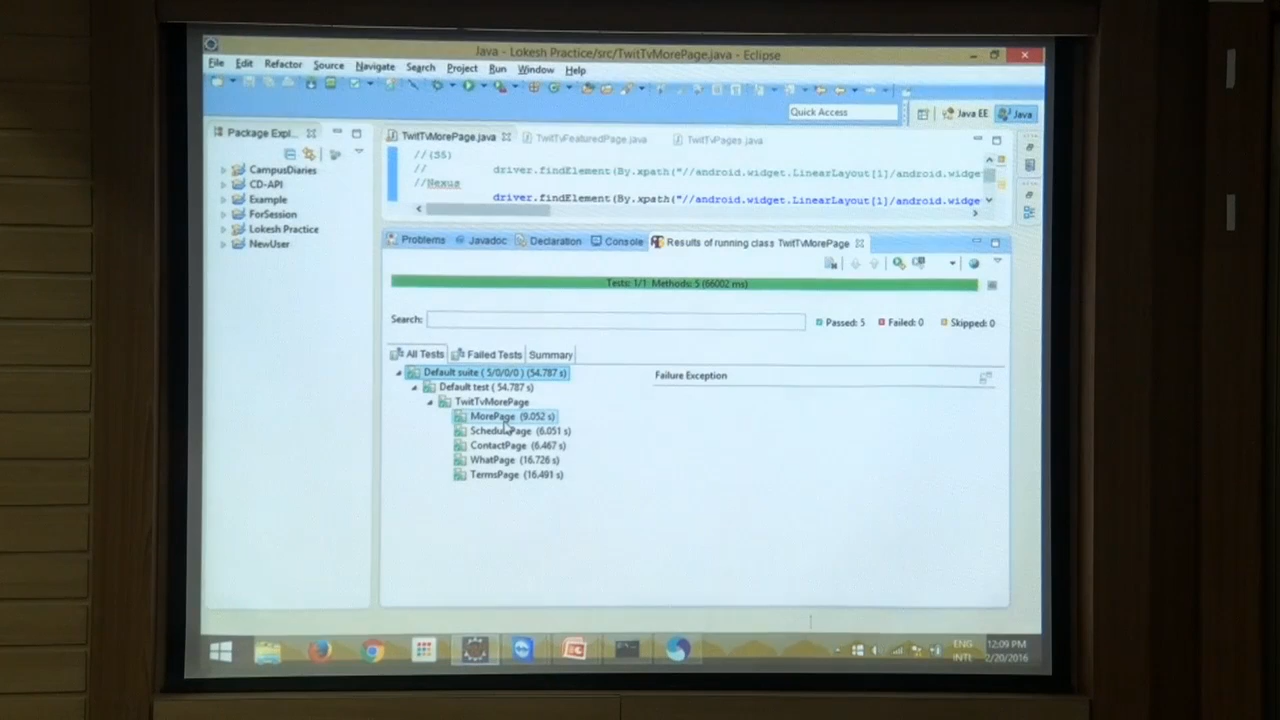 Java - Lokesh Practice/src/TwitTvMorePage.java - Eclipse
File Edit Refactor Source Navigate Search Project Run Window Help
Quick Access
Java EE
Java
Package Expl...
CampusDiaries
CD-API
Example
ForSession
Lokesh Practice
NewUser
TwitTvMorePage.java TwitTvFeaturedPage.java TwitTvPages.java
//(S5)
// driver.findElement(By.xpath("//android.widget.LinearLayout[1]/android.widge
//Nexus
driver.findElement(By.xpath("//android.widget.LinearLayout[1]/android.widge
Problems Javadoc Declaration Console Results of running class TwitTvMorePage
Tests: 1/1 Methods: 5 (66002 ms)
Search:
Passed: 5 Failed: 0 Skipped: 0
All Tests Failed Tests Summary
Default suite ( 5/0/0/0 ) (54.787 s)
Default test ( 54.787 s)
TwitTvMorePage
MorePage (9.052 s)
SchedulePage (6.051 s)
ContactPage (6.467 s)
WhatPage (16.726 s)
TermsPage (16.491 s)
Failure Exception
ENG
INTL
12:09 PM
2/20/2016